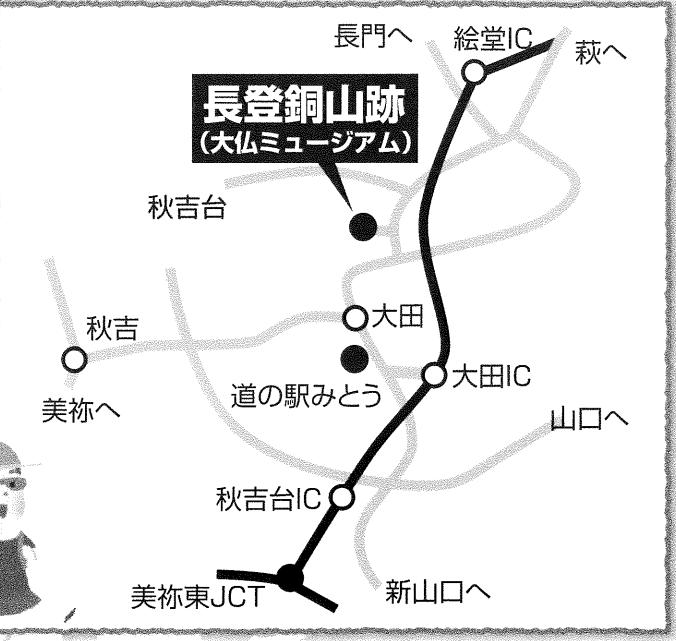 長門へ
絵堂IC
萩へ
長登銅山跡
(大仏ミュージアム)
秋吉台
大田
秋吉
大田IC
道の駅みとう
美祢へ
山口へ
秋吉台IC
美祢東JCT
新山口へ